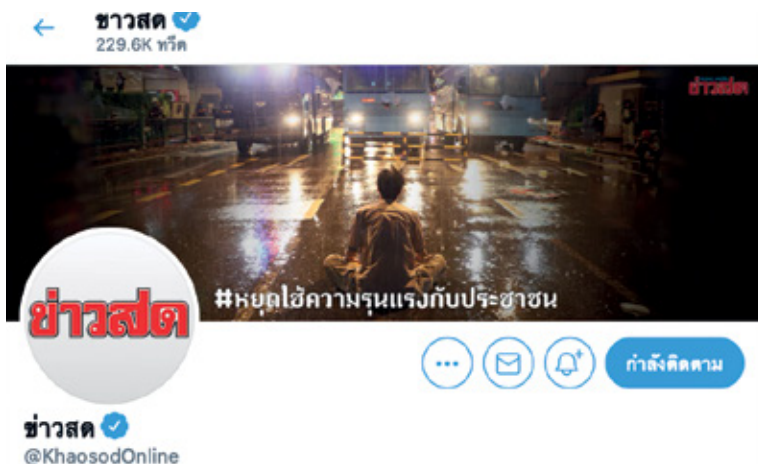 ข่าวสด
229.6K ทวีต
ข่าวสด
#หยุดใช้ความรุนแรงกับประชาชน
ข่าวสด
กำลังติดตาม
ข่าวสด
@KhaosodOnline